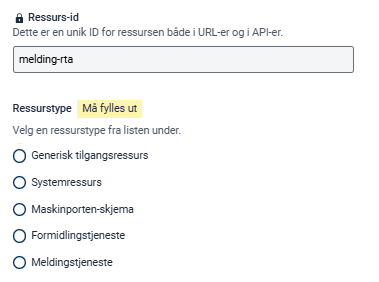 Ressurs-id
Dette er en unik ID for ressursen både i URL-er og i API-er.
melding-rta
Ressurstype Må fylles ut
Velg en ressurstype fra listen under.
Generisk tilgangsressurs
Systemressurs
Maskinporten-skjema
Formidlingstjeneste
Meldingstjeneste